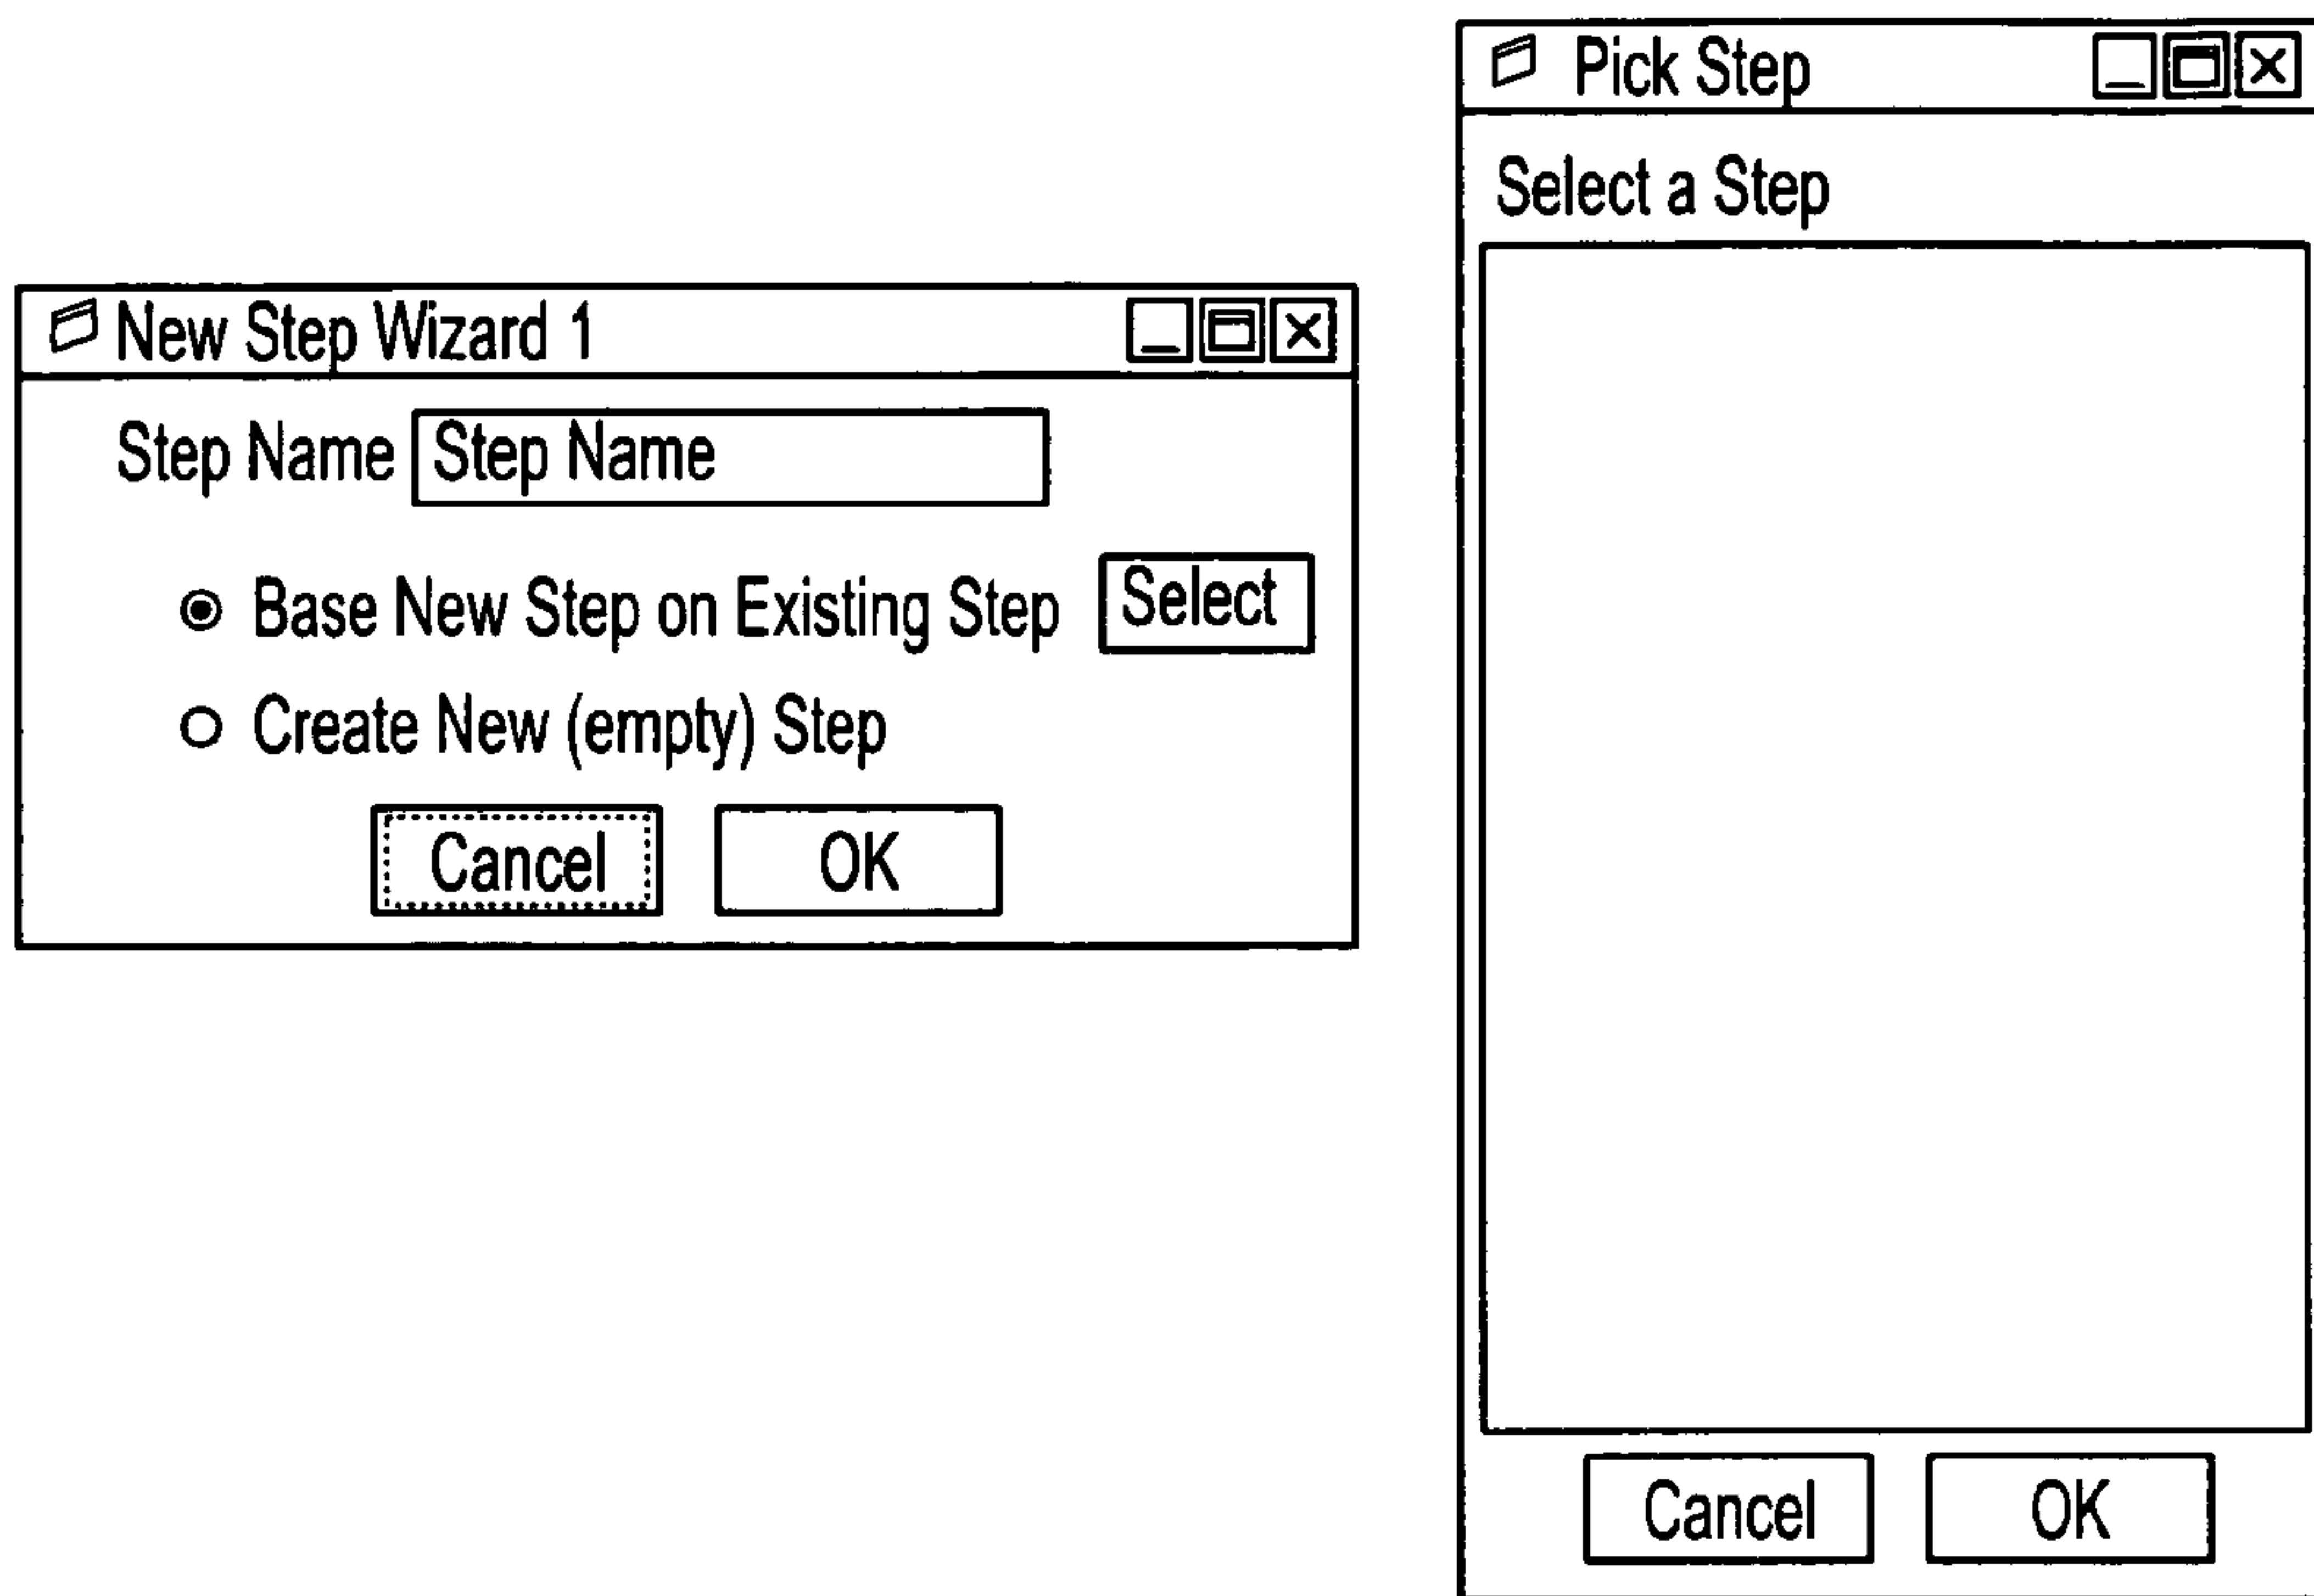 New Step Wizard 1
Step Name Step Name
Base New Step on Existing Step Select
Create New (empty) Step
Cancel OK
Pick Step
Select a Step
Cancel OK